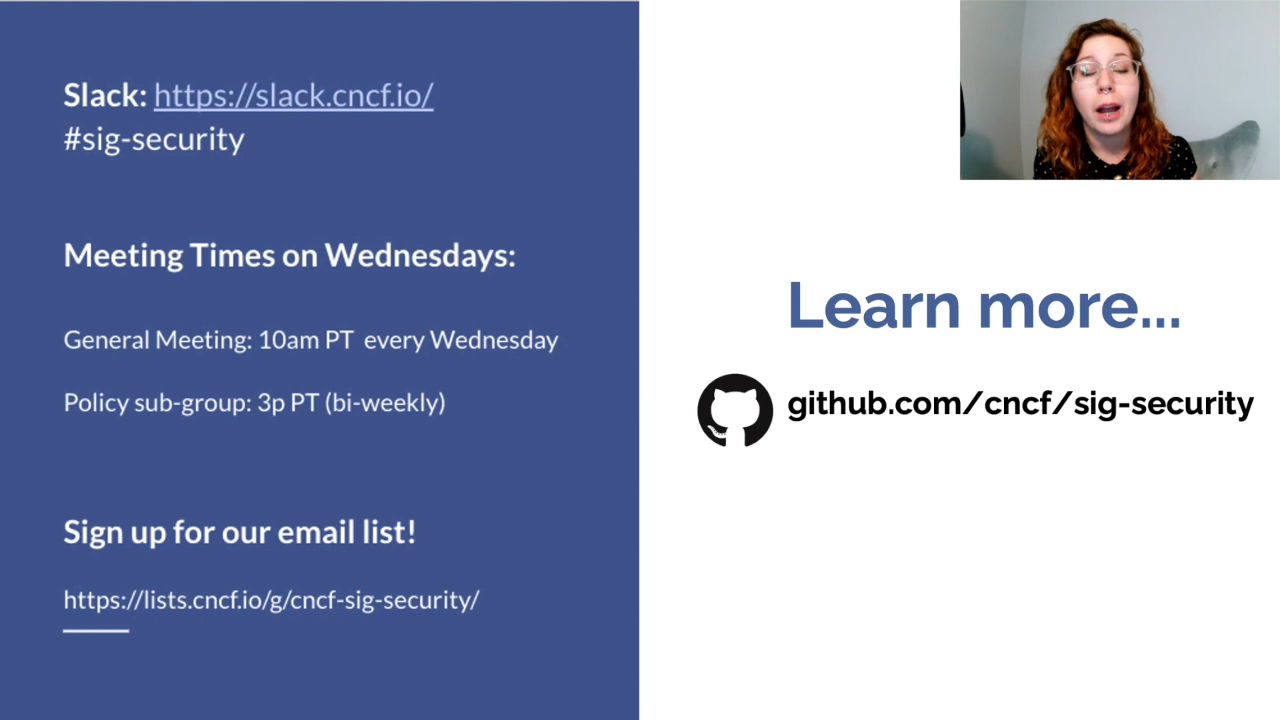 Slack: https://slack.cncf.io/
#sig-security
Meeting Times on Wednesdays:
General Meeting: 10am PT  every Wednesday
Policy sub-group: 3p PT (bi-weekly)
Sign up for our email list!
https://lists.cncf.io/g/cncf-sig-security/
Learn more...
github.com/cncf/sig-security